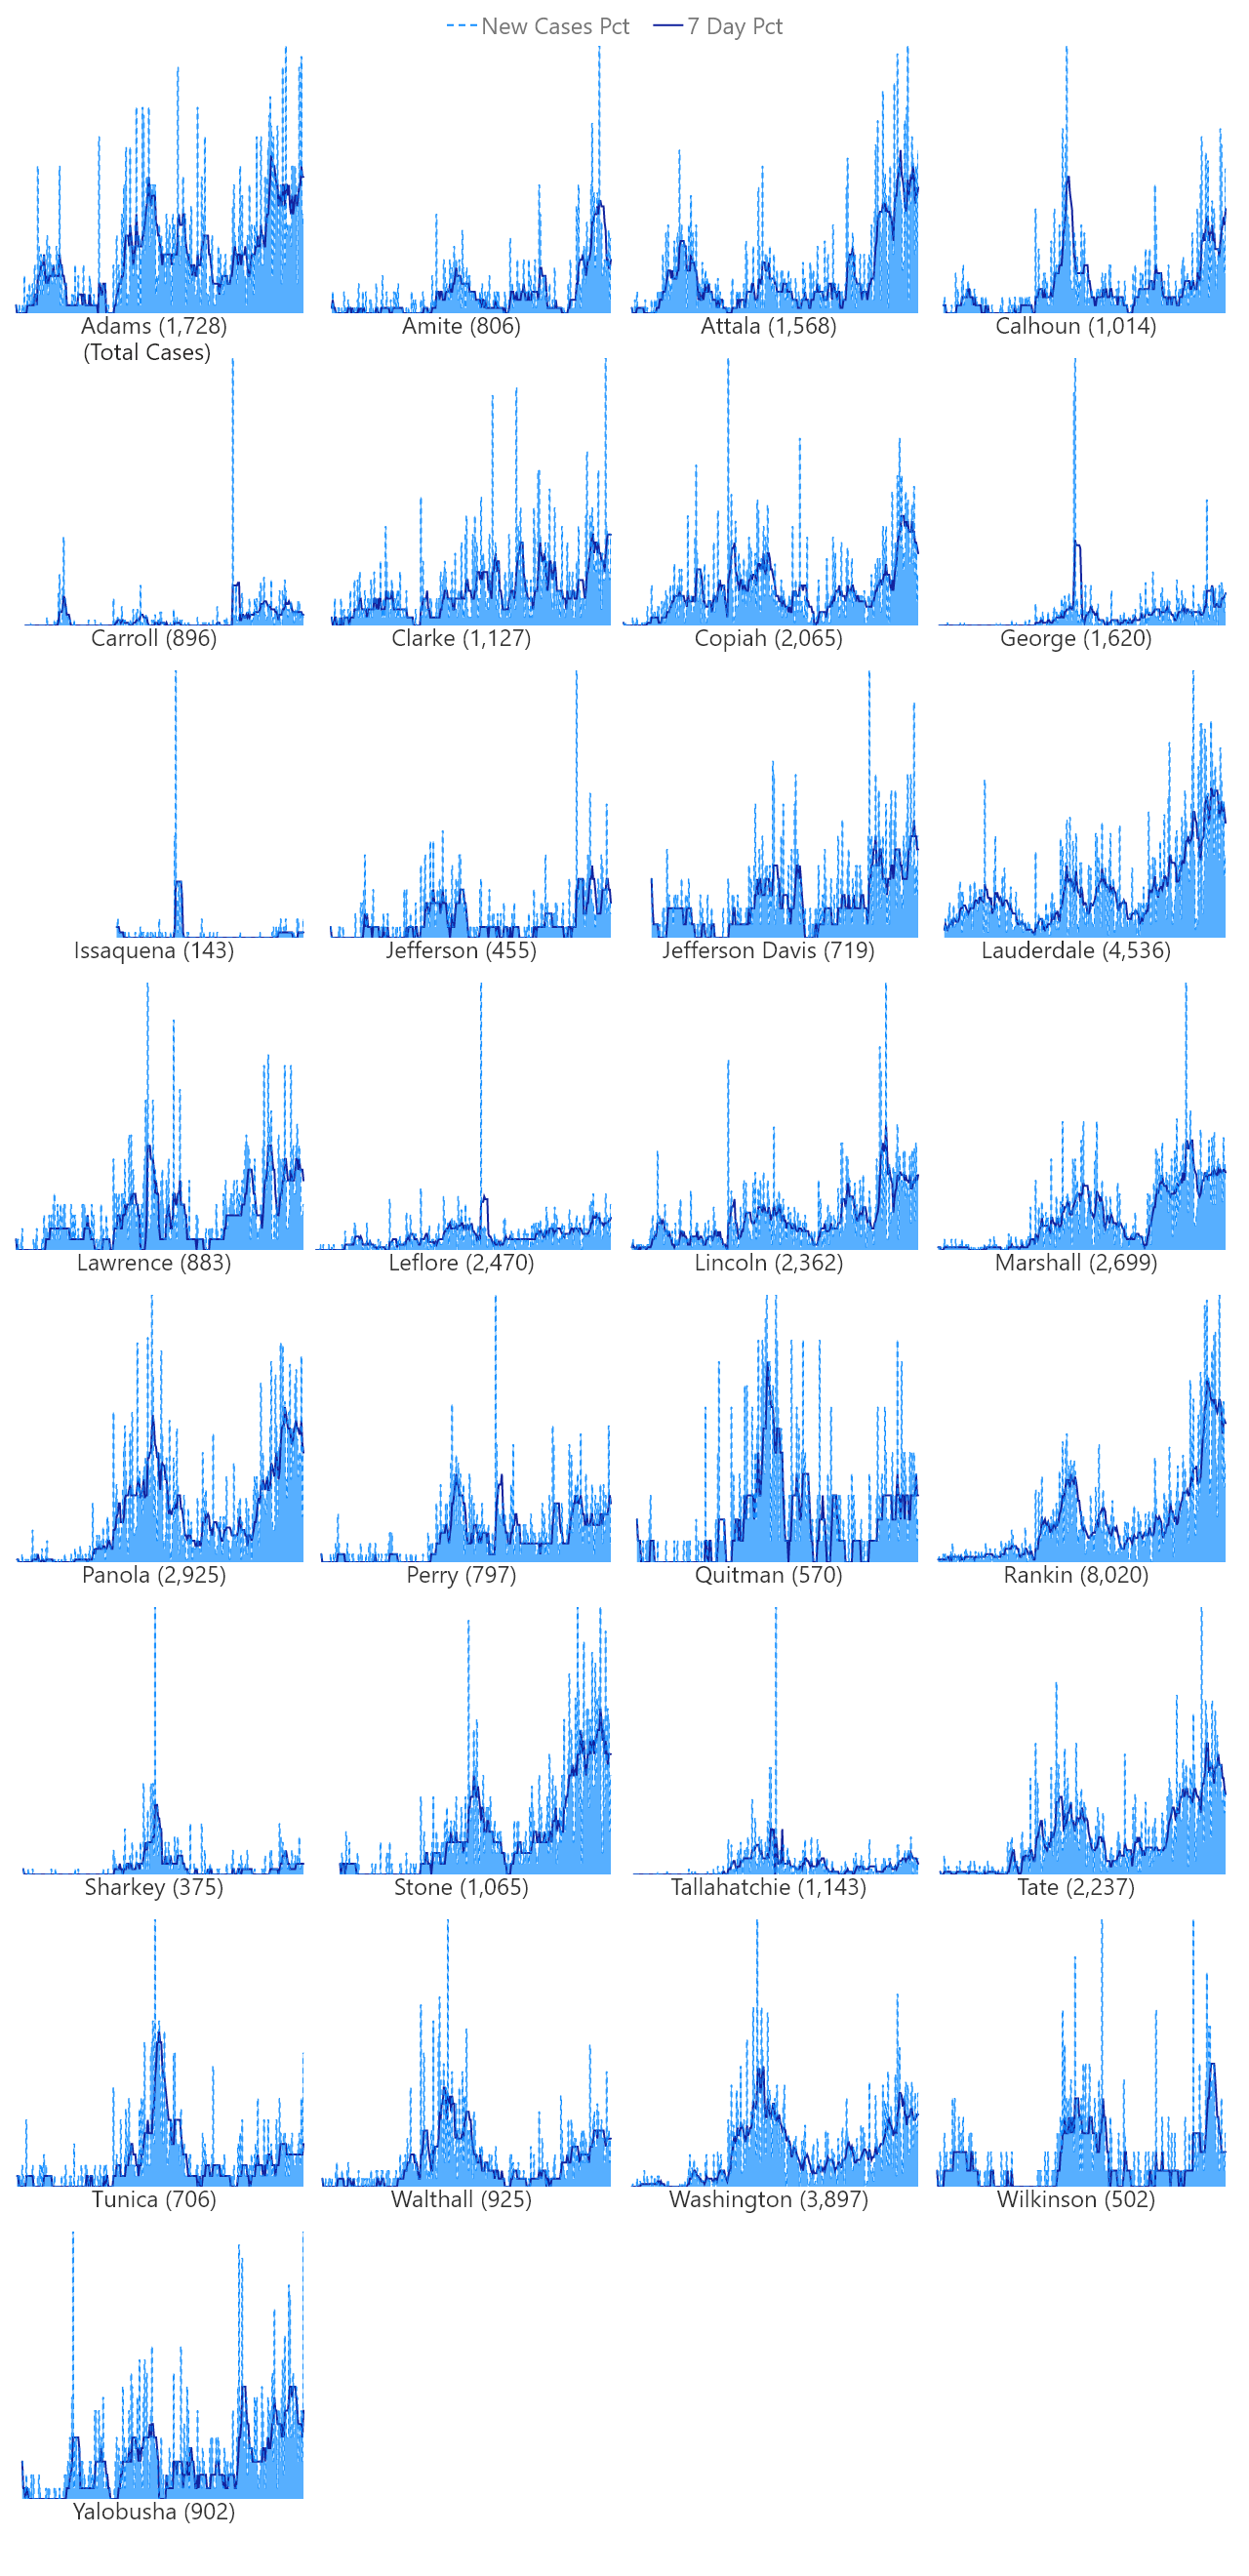 New Cases Pct 7 Day Pct
Adams (1,728)
(Total Cases)
Amite (806)
Attala (1,568)
Calhoun (1,014)
Carroll (896)
Clarke (1,127)
Copiah (2,065)
George (1,620)
Issaquena (143)
Jefferson (455)
Jefferson Davis (719)
Lauderdale (4,536)
Lawrence (883)
Leflore (2,470)
Lincoln (2,362)
Marshall (2,699)
Panola (2,925)
Perry (797)
Quitman (570)
Rankin (8,020)
Sharkey (375)
Stone (1,065)
Tallahatchie (1,143)
Tate (2,237)
Tunica (706)
Walthall (925)
Washington (3,897)
Wilkinson (502)
Yalobusha (902)